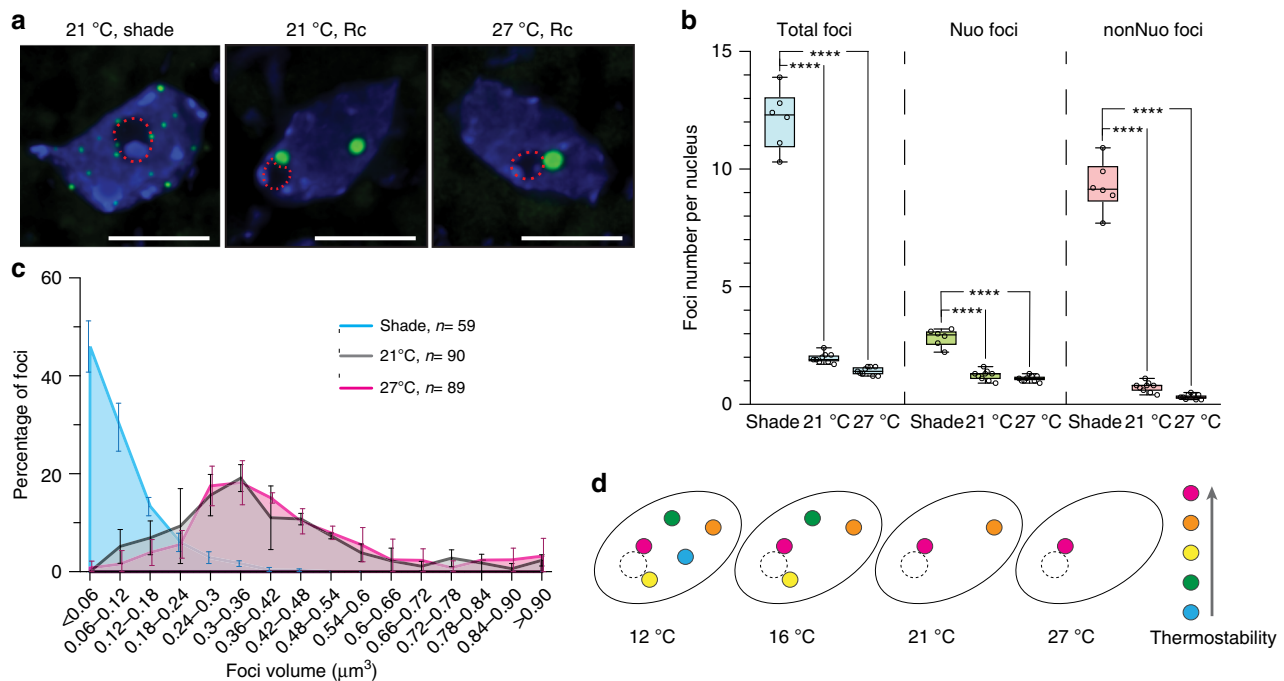 a
21 °C, shade
21 °C, Rc
27 °C, Rc
b
Total foci
Nuo foci
nonNuo foci
Foci number per nucleus
15
10
5
0
****
****
****
****
****
****
Shade 21 °C 27 °C
Shade 21 °C 27 °C
Shade 21 °C 27 °C
c
Percentage of foci
60
40
20
0
Shade, n= 59
21°C, n= 90
27°C, n= 89
<0.06
0.06–0.12
0.12–0.18
0.18–0.24
0.24–0.3
0.3–0.36
0.36–0.42
0.42–0.48
0.48–0.54
0.54–0.6
0.6–0.66
0.66–0.72
0.72–0.78
0.78–0.84
0.84–0.90
>0.90
Foci volume (μm³)
d
12 °C
16 °C
21 °C
27 °C
Thermostability